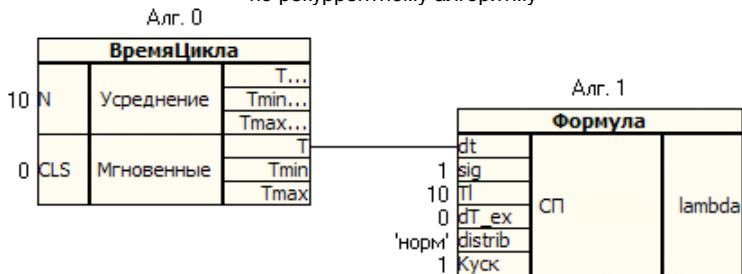 по рекуррентному алгоритму
Алг. 0
ВремяЦикла
10 N Усреднение T...
Tmin...
Tmax...
0 CLS Мгновенные T
Tmin
Tmax
Алг. 1
Формула
dt
1 sig
10 Tl
0 dT_ex СП lambda
'норм' distrib
1 Куск